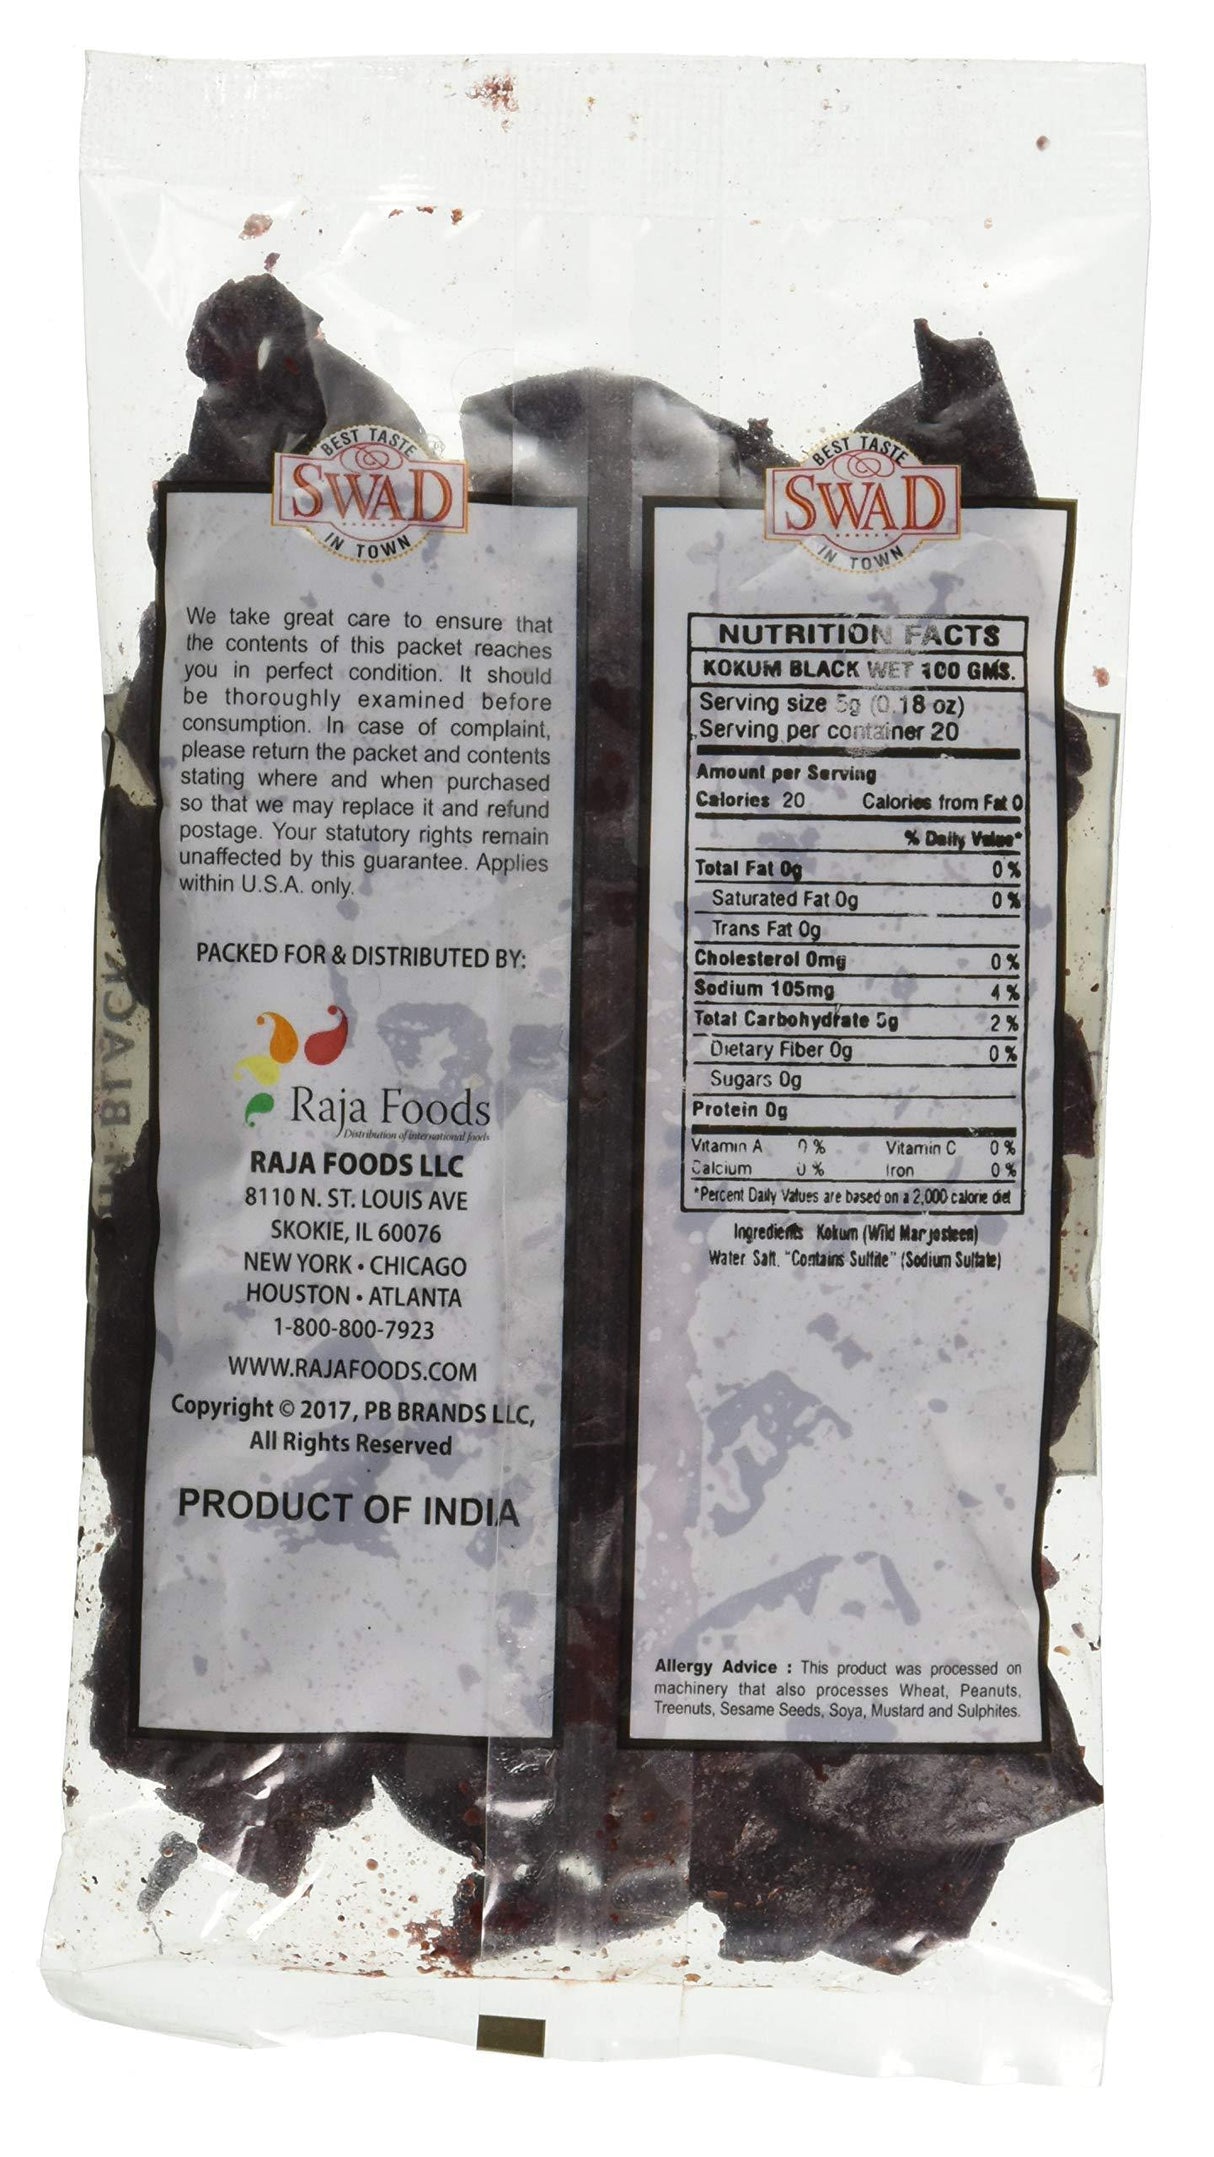 BEST TASTE
SWAD
IN TOWN
We take great care to ensure that
the contents of this packet reaches
you in perfect condition. It should
be thoroughly examined before
consumption. In case of complaint,
please return the packet and contents
stating where and when purchased
so that we may replace it and refund
postage. Your statutory rights remain
unaffected by this guarantee. Applies
within U.S.A. only.
PACKED FOR & DISTRIBUTED BY:
Raja Foods
Distribution of international foods
RAJA FOODS LLC
8110 N. ST. LOUIS AVE
SKOKIE, IL 60076
NEW YORK • CHICAGO
HOUSTON • ATLANTA
1-800-800-7923
WWW.RAJAFOODS.COM
Copyright © 2017, PB BRANDS LLC,
All Rights Reserved
PRODUCT OF INDIA
BEST TASTE
SWAD
IN TOWN
NUTRITION FACTS
KOKUM BLACK WET 100 GMS.
Serving size 5g (0.18 oz)
Serving per container 20
Amount per Serving
Calories 20 Calories from Fat 0
% Daily Value*
Total Fat 0g 0%
Saturated Fat 0g 0%
Trans Fat 0g
Cholesterol 0mg 0%
Sodium 105mg 4%
Total Carbohydrate 5g 2%
Dietary Fiber 0g 0%
Sugars 0g
Protein 0g
Vitamin A 0% Vitamin C 0%
Calcium 0% Iron 0%
*Percent Daily Values are based on a 2,000 calorie diet
Ingredients Kokum (Wild Marjosteen)
Water Salt. "Contains Sulfite" (Sodium Sulfate)
Allergy Advice : This product was processed on
machinery that also processes Wheat, Peanuts,
Treenuts, Sesame Seeds, Soya, Mustard and Sulphites.